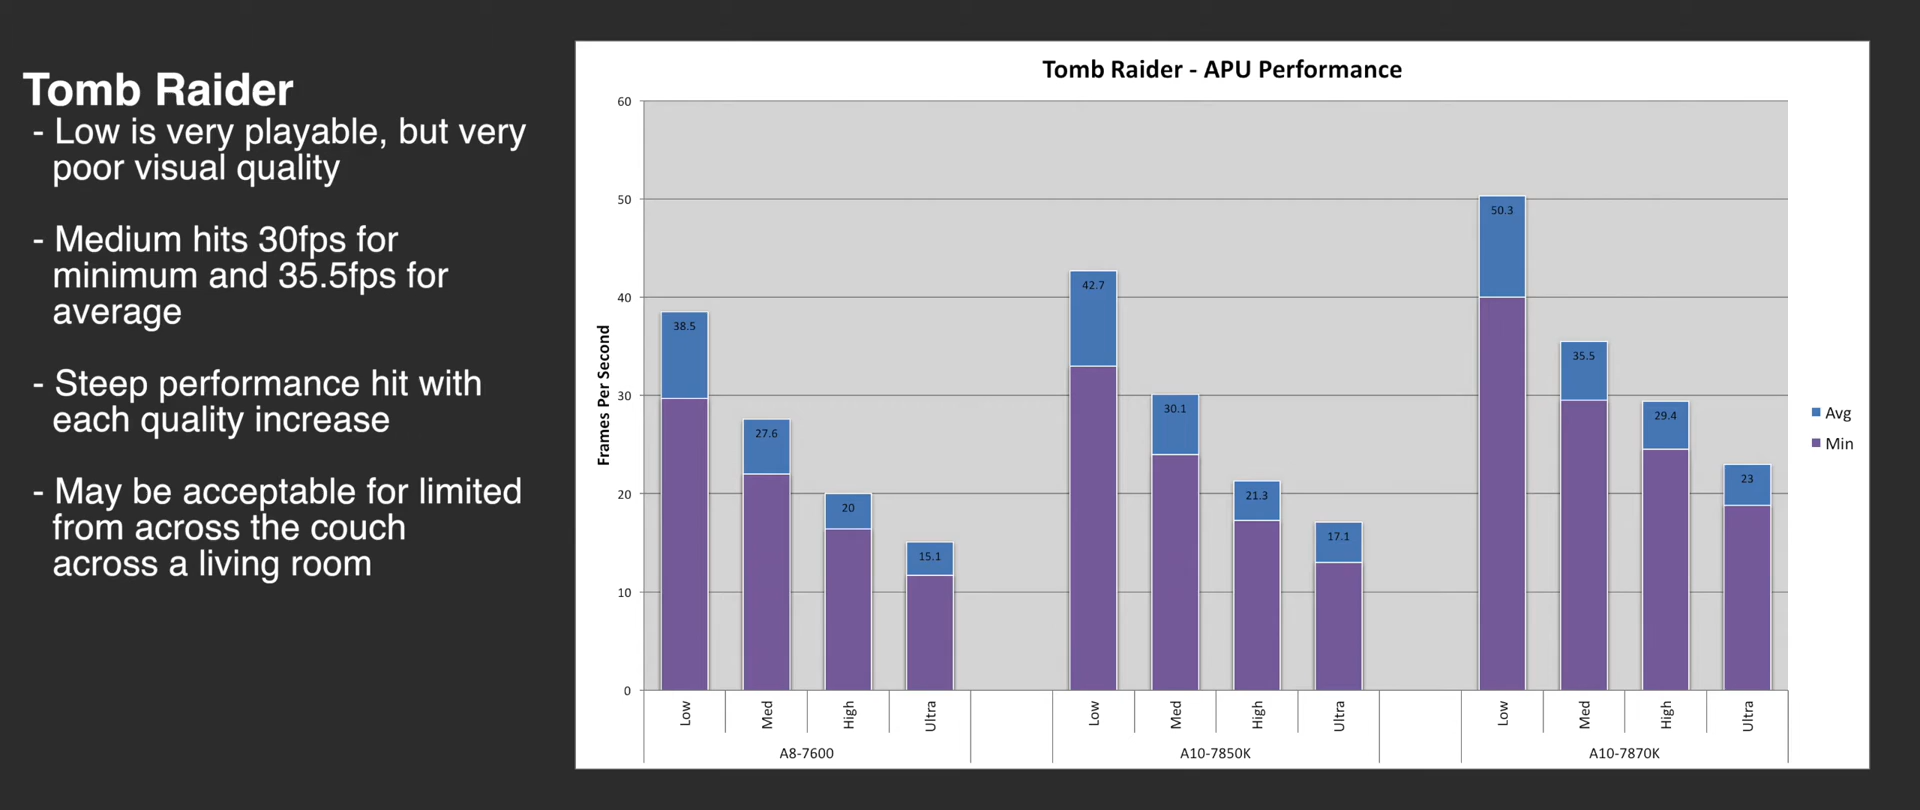 Tomb Raider
- Low is very playable, but very
poor visual quality
- Medium hits 30fps for
minimum and 35.5fps for
average
- Steep performance hit with
each quality increase
- May be acceptable for limited
from across the couch
across a living room
Tomb Raider - APU Performance
Frames Per Second
60
50
40
30
20
10
0
38.5
27.6
20
15.1
42.7
30.1
21.3
17.1
50.3
35.5
29.4
23
Low
Med
High
Ultra
Low
Med
High
Ultra
Low
Med
High
Ultra
A8-7600
A10-7850K
A10-7870K
Avg
Min